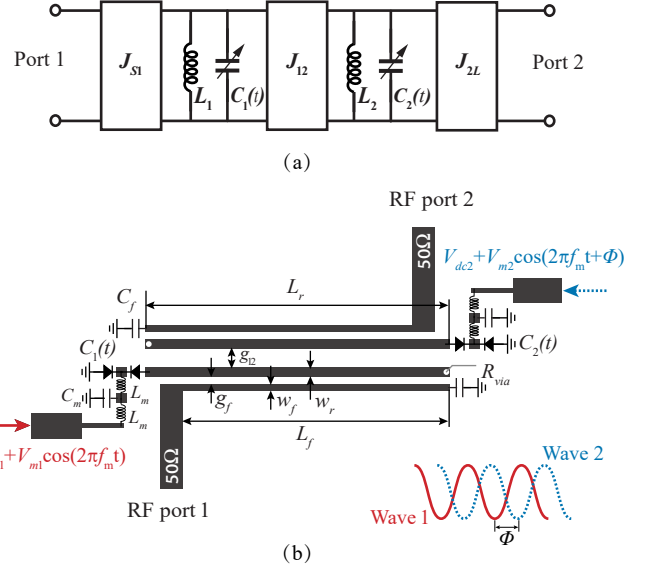 Port 1
J_S1
L_1
C_1(t)
J_12
L_2
C_2(t)
J_2L
Port 2
(a)
RF port 2
50Ω
V_dc2+V_m2cos(2πf_mt+Φ)
L_r
C_f
C_1(t)
g_12
C_2(t)
R_via
C_m
L_m
L_m
g_f
w_f
w_r
L_f
1+V_m1cos(2πf_mt)
50Ω
RF port 1
Wave 2
Wave 1
Φ
(b)